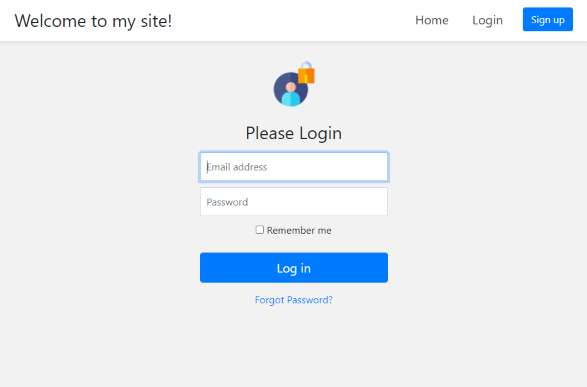 Welcome to my site!
Home
Login
Sign up
Please Login
Email address
Password
Remember me
Log in
Forgot Password?